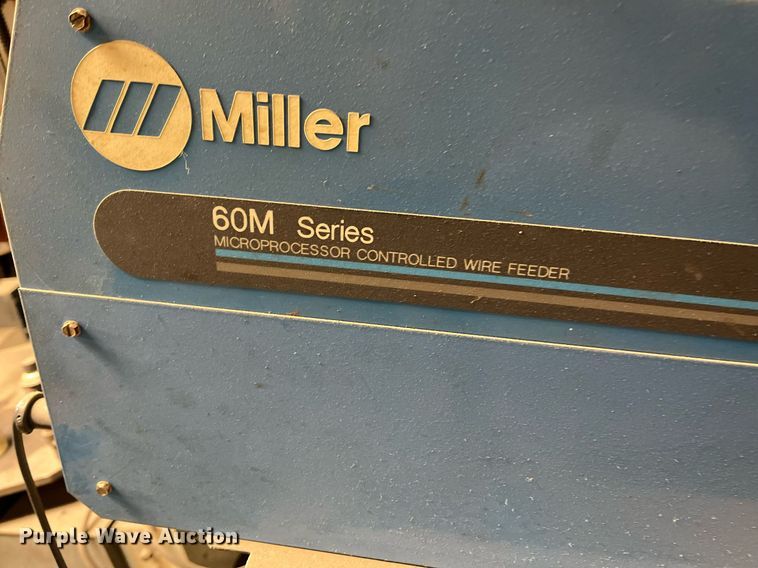 Miller
60M Series
MICROPROCESSOR CONTROLLED WIRE FEEDER
Purple Wave Auction